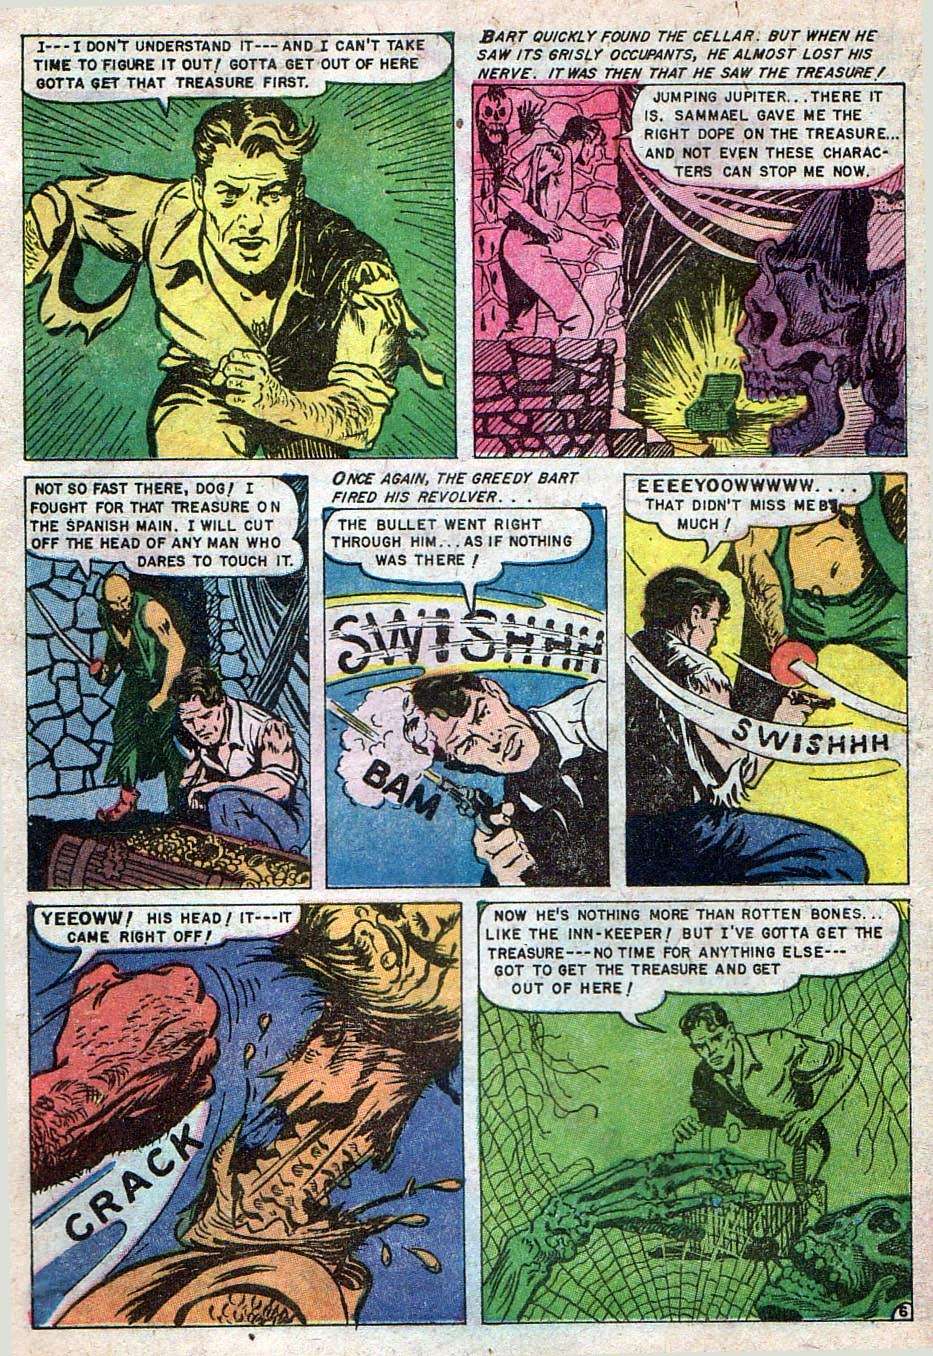 I---I DON'T UNDERSTAND IT---AND I CAN'T TAKE
TIME TO FIGURE IT OUT! GOTTA GET OUT OF HERE
GOTTA GET THAT TREASURE FIRST.
BART QUICKLY FOUND THE CELLAR. BUT WHEN HE
SAW ITS GRISLY OCCUPANTS, HE ALMOST LOST HIS
NERVE. IT WAS THEN THAT HE SAW THE TREASURE!
JUMPING JUPITER...THERE IT
IS. SAMMAEL GAVE ME THE
RIGHT DOPE ON THE TREASURE...
AND NOT EVEN THESE CHARAC-
TERS CAN STOP ME NOW.
NOT SO FAST THERE, DOG! I
FOUGHT FOR THAT TREASURE ON
THE SPANISH MAIN. I WILL CUT
OFF THE HEAD OF ANY MAN WHO
DARES TO TOUCH IT.
ONCE AGAIN, THE GREEDY BART
FIRED HIS REVOLVER...
THE BULLET WENT RIGHT
THROUGH HIM...AS IF NOTHING
WAS THERE!
SWISHHH
BAM
EEEEYOOWWWWW....
THAT DIDN'T MISS ME BY
MUCH!
SWISHHH
YEEOWW! HIS HEAD! IT---IT
CAME RIGHT OFF!
CRACK
NOW HE'S NOTHING MORE THAN ROTTEN BONES...
LIKE THE INN-KEEPER! BUT I'VE GOTTA GET THE
TREASURE---NO TIME FOR ANYTHING ELSE---
GOT TO GET THE TREASURE AND GET
OUT OF HERE!
6